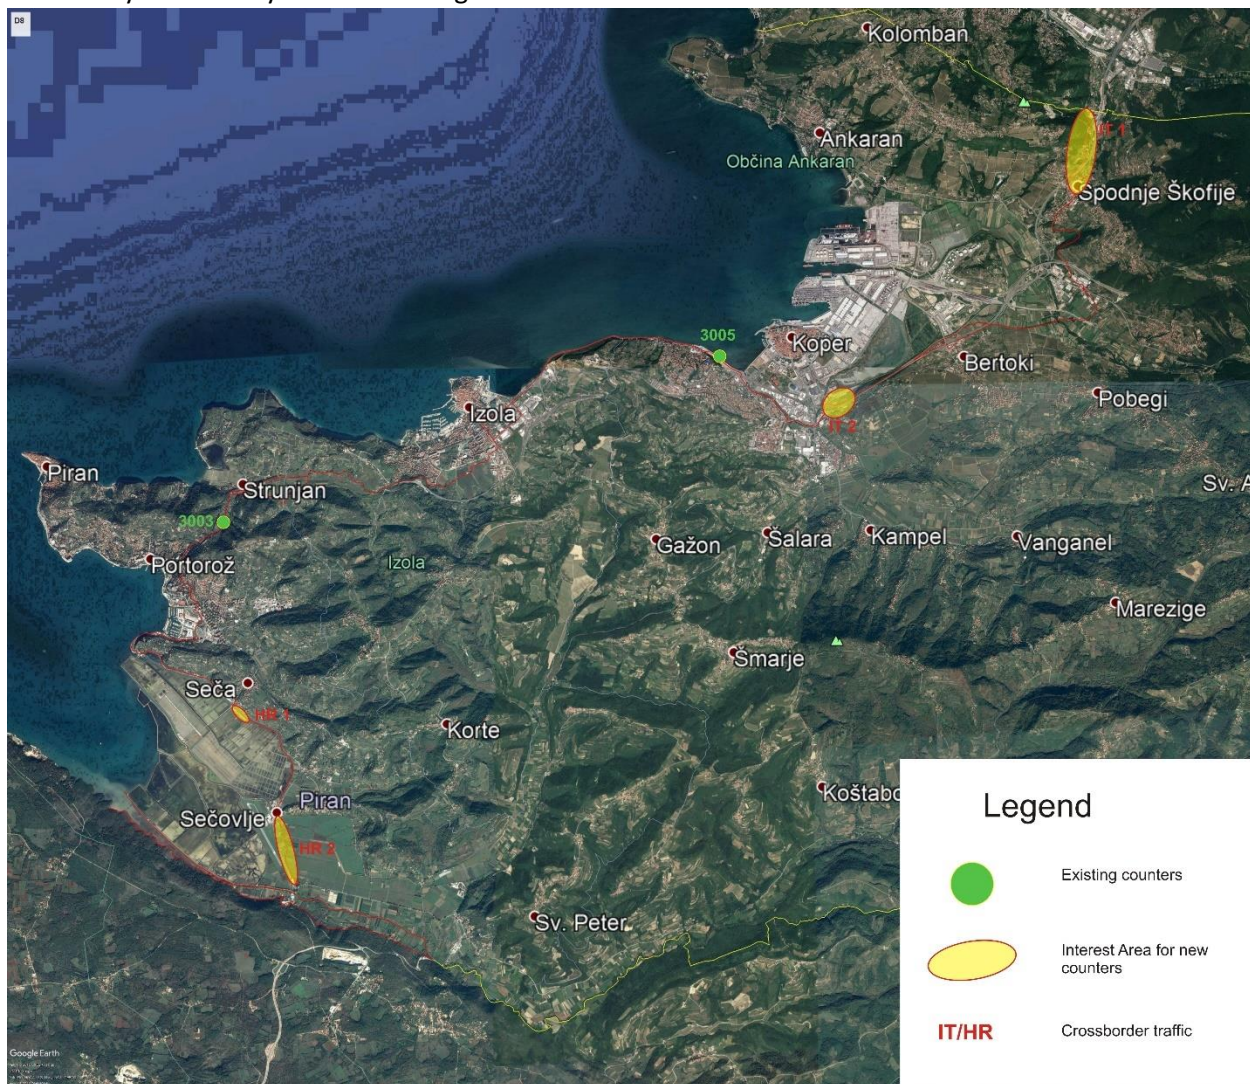 D8
Kolomban
IT 1
Ankaran
Občina Ankaran
Spodnje Škofije
3005
Koper
Bertoki
Izola
IT 2
Pobegi
Piran
Strunjan
Sv. A
3003
Portorož
Izola
Gažon
Šalara
Kampel
Vanganel
Marezige
Šmarje
Seča
HR 1
Korte
Piran
Koštabo
Sečovlje
HR 2
Sv. Peter
Legend
Existing counters
Interest Area for new
counters
IT/HR
Crossborder traffic
Google Earth